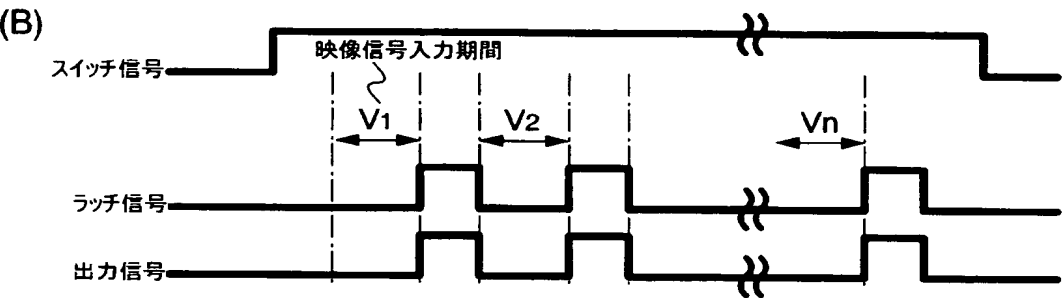 (B)
映像信号入力期間
スイッチ信号
V1 V2 Vn
ラッチ信号
出力信号